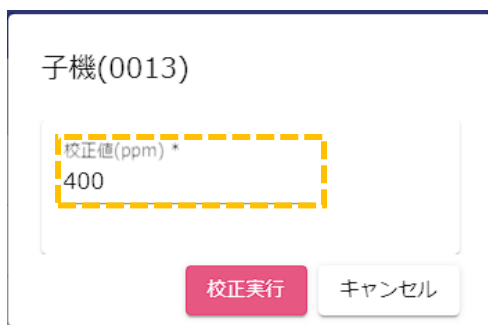 子機(0013)
校正値(ppm) *
400
校正実行
キャンセル